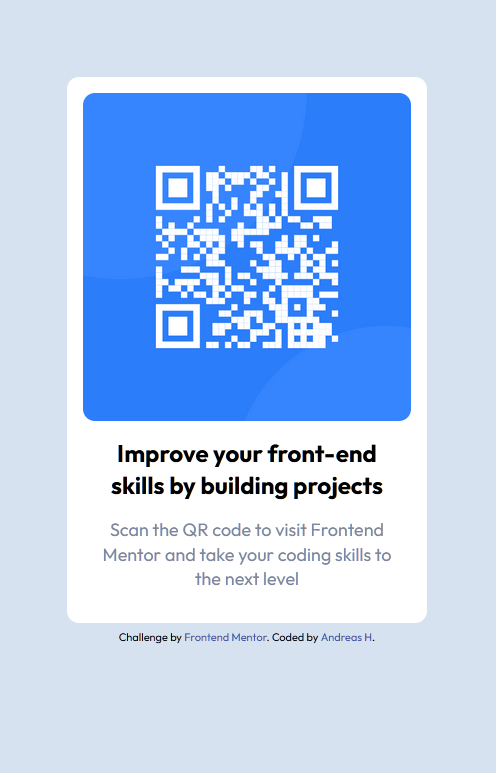 Improve your front-end
skills by building projects
Scan the QR code to visit Frontend
Mentor and take your coding skills to
the next level
Challenge by Frontend Mentor. Coded by Andreas H.